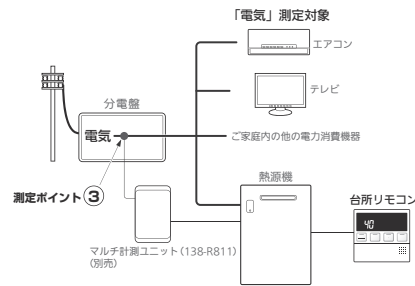 「電気」測定対象
エアコン
テレビ
分電盤
電気
ご家庭内の他の電力消費機器
測定ポイント③
熱源機
台所リモコン
40
マルチ計測ユニット(138-R811)
(別売)